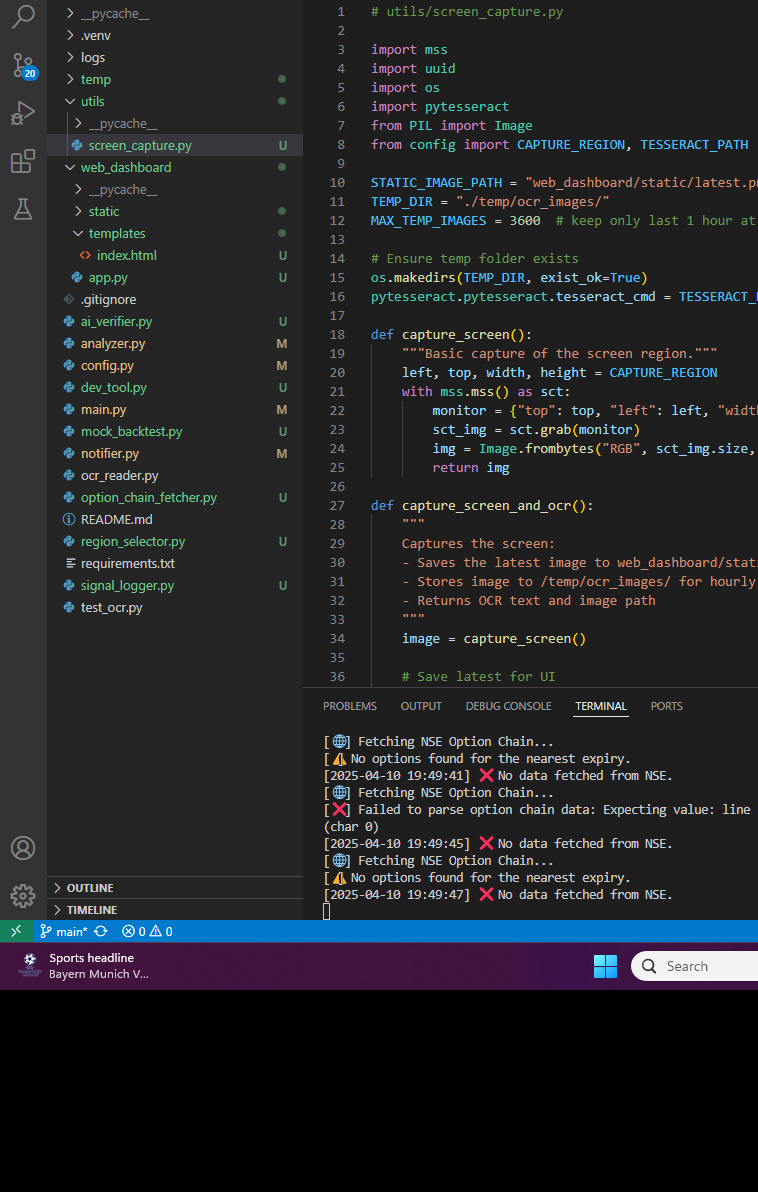 __pycache__
.venv
logs
temp
utils
__pycache__
screen_capture.py U
web_dashboard
__pycache__
static
templates
index.html U
app.py U
.gitignore
ai_verifier.py U
analyzer.py M
config.py M
dev_tool.py U
main.py M
mock_backtest.py U
notifier.py M
ocr_reader.py
option_chain_fetcher.py U
README.md
region_selector.py U
requirements.txt
signal_logger.py U
test_ocr.py
OUTLINE
TIMELINE
20
1 # utils/screen_capture.py
2
3 import mss
4 import uuid
5 import os
6 import pytesseract
7 from PIL import Image
8 from config import CAPTURE_REGION, TESSERACT_PATH
9
10 STATIC_IMAGE_PATH = "web_dashboard/static/latest.p
11 TEMP_DIR = "./temp/ocr_images/"
12 MAX_TEMP_IMAGES = 3600 # keep only last 1 hour at
13
14 # Ensure temp folder exists
15 os.makedirs(TEMP_DIR, exist_ok=True)
16 pytesseract.pytesseract.tesseract_cmd = TESSERACT_
17
18 def capture_screen():
19 """Basic capture of the screen region."""
20 left, top, width, height = CAPTURE_REGION
21 with mss.mss() as sct:
22 monitor = {"top": top, "left": left, "widt
23 sct_img = sct.grab(monitor)
24 img = Image.frombytes("RGB", sct_img.size,
25 return img
26
27 def capture_screen_and_ocr():
28 """
29 Captures the screen:
30 - Saves the latest image to web_dashboard/stat
31 - Stores image to /temp/ocr_images/ for hourly
32 - Returns OCR text and image path
33 """
34 image = capture_screen()
35
36 # Save latest for UI
PROBLEMS OUTPUT DEBUG CONSOLE TERMINAL PORTS
[🌐] Fetching NSE Option Chain...
[⚠️ No options found for the nearest expiry.
[2025-04-10 19:49:41] ❌ No data fetched from NSE.
[🌐] Fetching NSE Option Chain...
[❌] Failed to parse option chain data: Expecting value: line
(char 0)
[2025-04-10 19:49:45] ❌ No data fetched from NSE.
[🌐] Fetching NSE Option Chain...
[⚠️ No options found for the nearest expiry.
[2025-04-10 19:49:47] ❌ No data fetched from NSE.
main* 0 0
Sports headline
Bayern Munich V...
Search